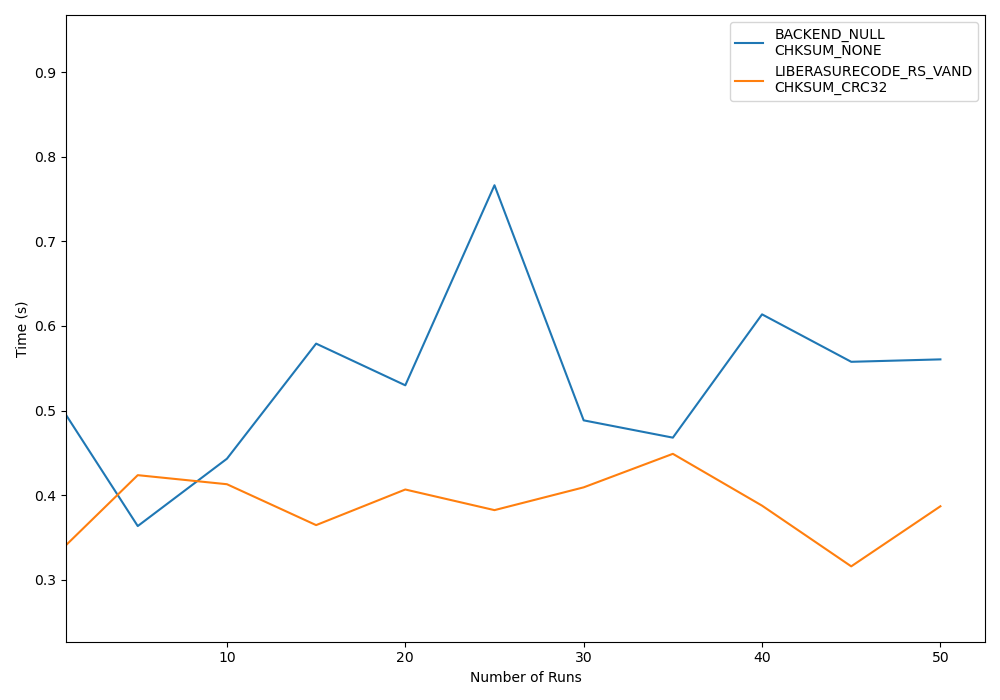 BACKEND_NULL
CHKSUM_NONE
LIBERASURECODE_RS_VAND
CHKSUM_CRC32
0.9
0.8
0.7
0.6
0.5
0.4
0.3
Time (s)
10 20 30 40 50
Number of Runs